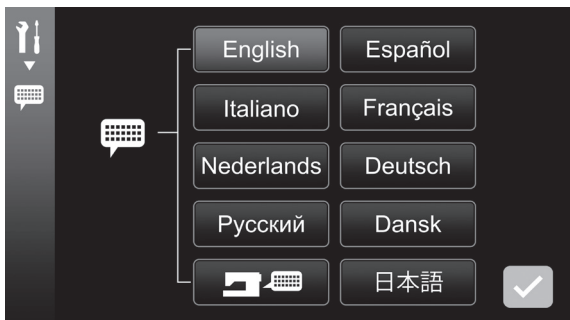 English Español
Italiano Français
Nederlands Deutsch
Русский Dansk
日本語